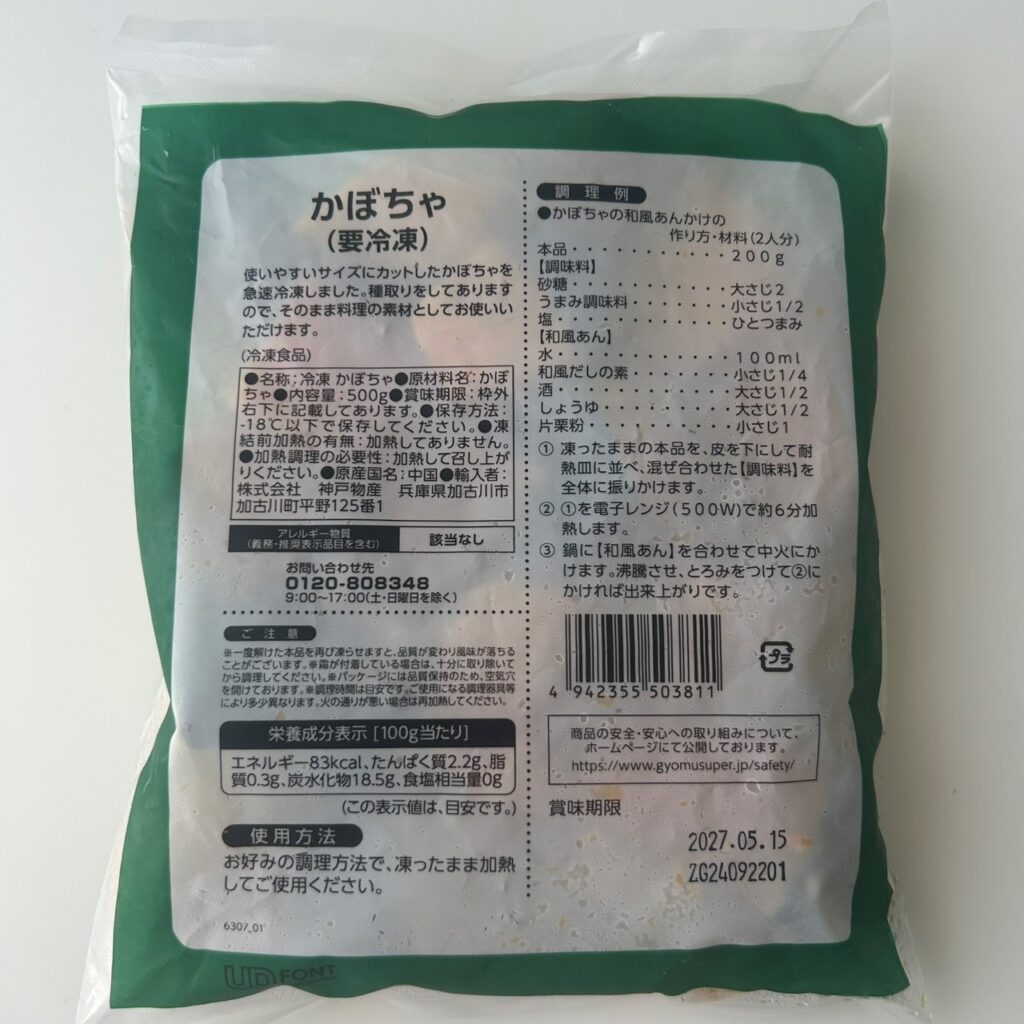 かぼちゃ
(要冷凍)
使いやすいサイズにカットしたかぼちゃを
急速冷凍しました。種取りをしてあります
ので、そのまま料理の素材としてお使いい
ただけます。
(冷凍食品)
●名称:冷凍 かぼちゃ●原材料名:かぼ
ちゃ●内容量:500g●賞味期限:枠外
右下に記載してあります。●保存方法:
-18℃以下で保存してください。●凍
結前加熱の有無:加熱してありません。
●加熱調理の必要性:加熱して召し上が
りください。●原産国名:中国●輸入者:
株式会社 神戸物産 兵庫県加古川市
加古川町平野125番1
アレルギー物質
(義務・推奨表示品目を含む)
該当なし
お問い合わせ先
0120-808348
9:00〜17:00(土・日曜日を除く)
ご注意
※一度解けた本品を再び凍らせますと、品質が変わり風味が落ちる
ことがございます。※霜が付着している場合は、十分に取り除いて
から調理してください。※パッケージには品質保持のため、空気穴
を開けております。※調理時間は目安です。ご使用になる調理器具等
により多少異なります。火の通りが悪い場合は再加熱してください。
栄養成分表示 [100g当たり]
エネルギー83kcal、たんぱく質2.2g、脂
質0.3g、炭水化物18.5g、食塩相当量0g
(この表示値は、目安です。)
使用方法
お好みの調理方法で、凍ったまま加熱
してご使用ください。
6307_01
UD FONT
調理例
●かぼちゃの和風あんかけの
作り方・材料(2人分)
本品・・・・・・・・・・・・200g
【調味料】
砂糖・・・・・・・・・・・・大さじ2
うまみ調味料・・・・・・・・小さじ1/2
塩・・・・・・・・・・・・・ひとつまみ
【和風あん】
水・・・・・・・・・・・・・100ml
和風だしの素・・・・・・・・小さじ1/4
酒・・・・・・・・・・・・・大さじ1/2
しょうゆ・・・・・・・・・・大さじ1/2
片栗粉・・・・・・・・・・・小さじ1
① 凍ったままの本品を、皮を下にして耐
熱皿に並べ、混ぜ合わせた【調味料】を
全体に振りかけます。
② ①を電子レンジ(500W)で約6分加
熱します。
③ 鍋に【和風あん】を合わせて中火にか
けます。沸騰させ、とろみをつけて②に
かければ出来上がりです。
4 942355 503811
プラ
商品の安全・安心への取り組みについて、
ホームページにて公開しております。
https://www.gyomusuper.jp/safety/
賞味期限
2027.05.15
ZG24092201